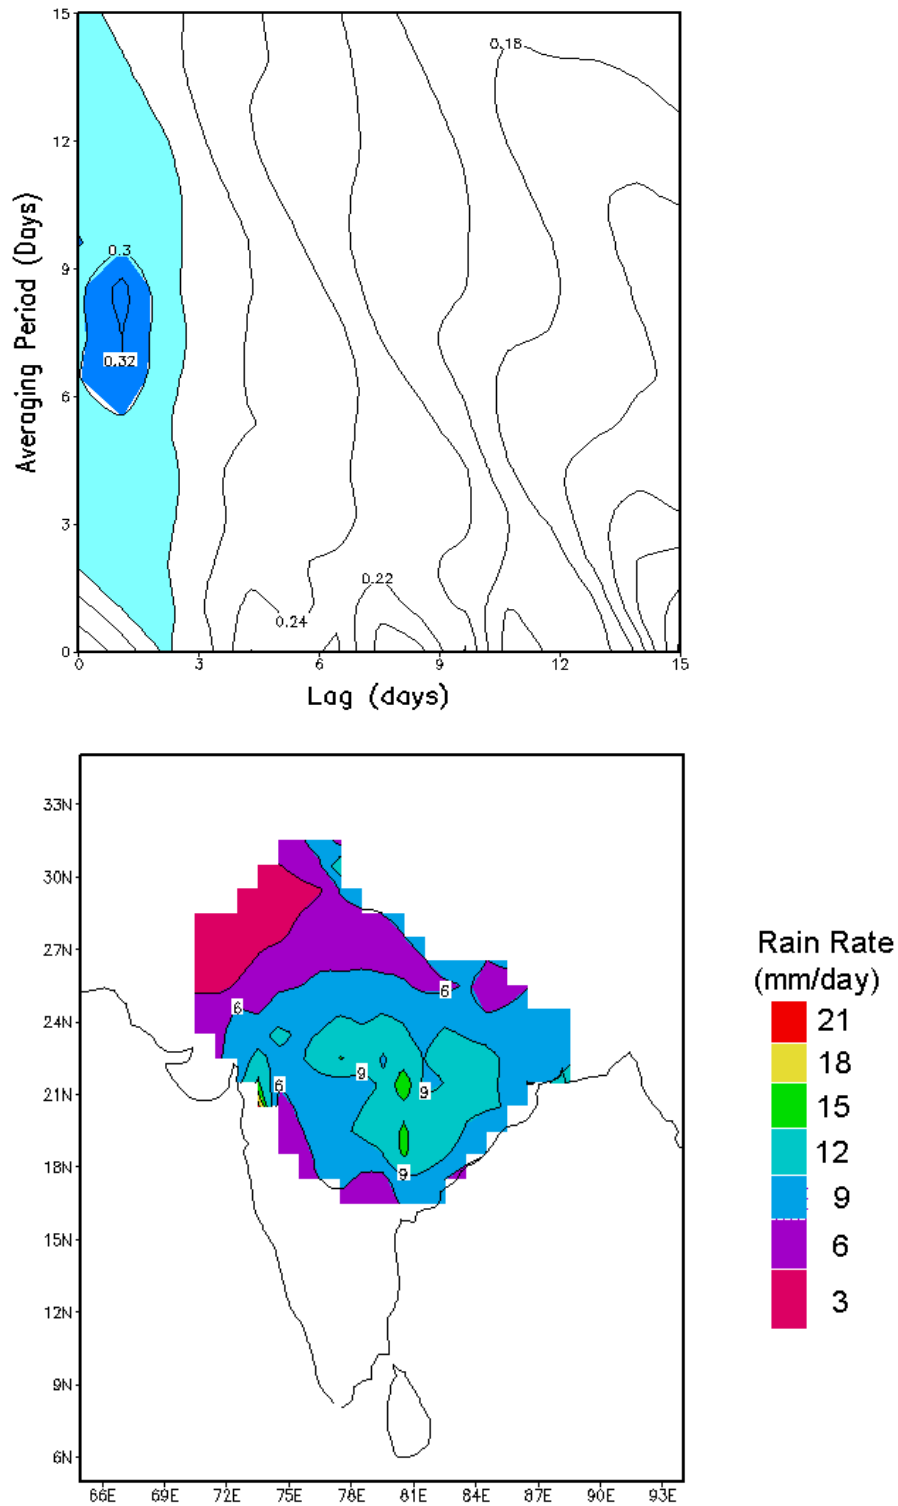 15
0.18
12
Averaging Period (Days)
9
0.3
0.32
6
3
0.22
0.24
0
0 3 6 9 12 15
Lag (days)
33N
30N
27N
24N
21N
18N
15N
12N
9N
6N
6
6
9
6
9
9
66E 69E 72E 75E 78E 81E 84E 87E 90E 93E
Rain Rate
(mm/day)
21
18
15
12
9
6
3